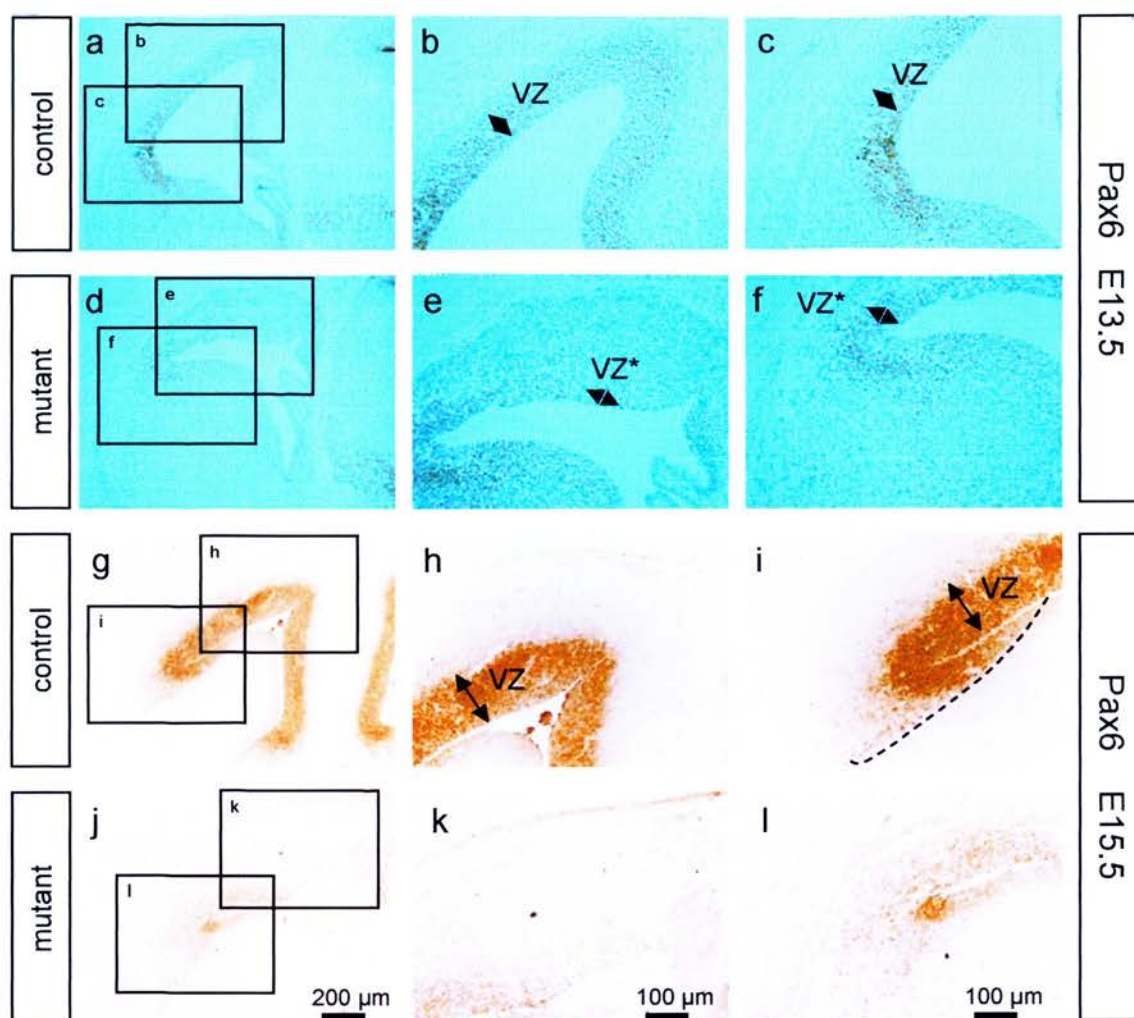 control
a
b
c
b
VZ
c
VZ
Pax6 E13.5
mutant
d
e
f
e
VZ*
f
VZ*
control
g
h
i
h
VZ
i
VZ
Pax6 E15.5
mutant
j
k
l
200 µm
k
100 µm
l
100 µm